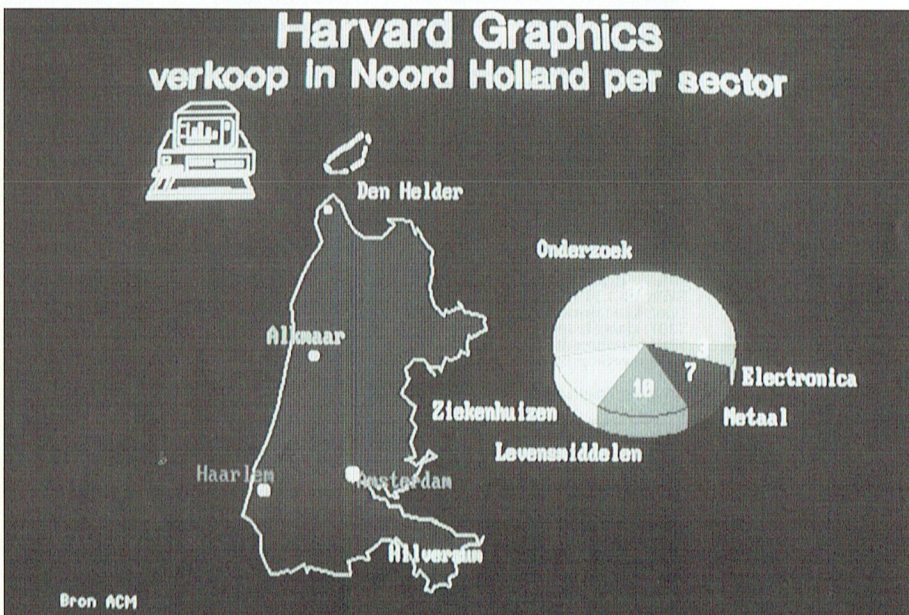 Harvard Graphics
verkoop in Noord Holland per sector
Den Helder
Onderzoek
Alkmaar
7
Electronica
10
Ziekenhuizen
Metaal
Levensmiddelen
Haarlem
Amsterdam
Hilversum
Bron ACM